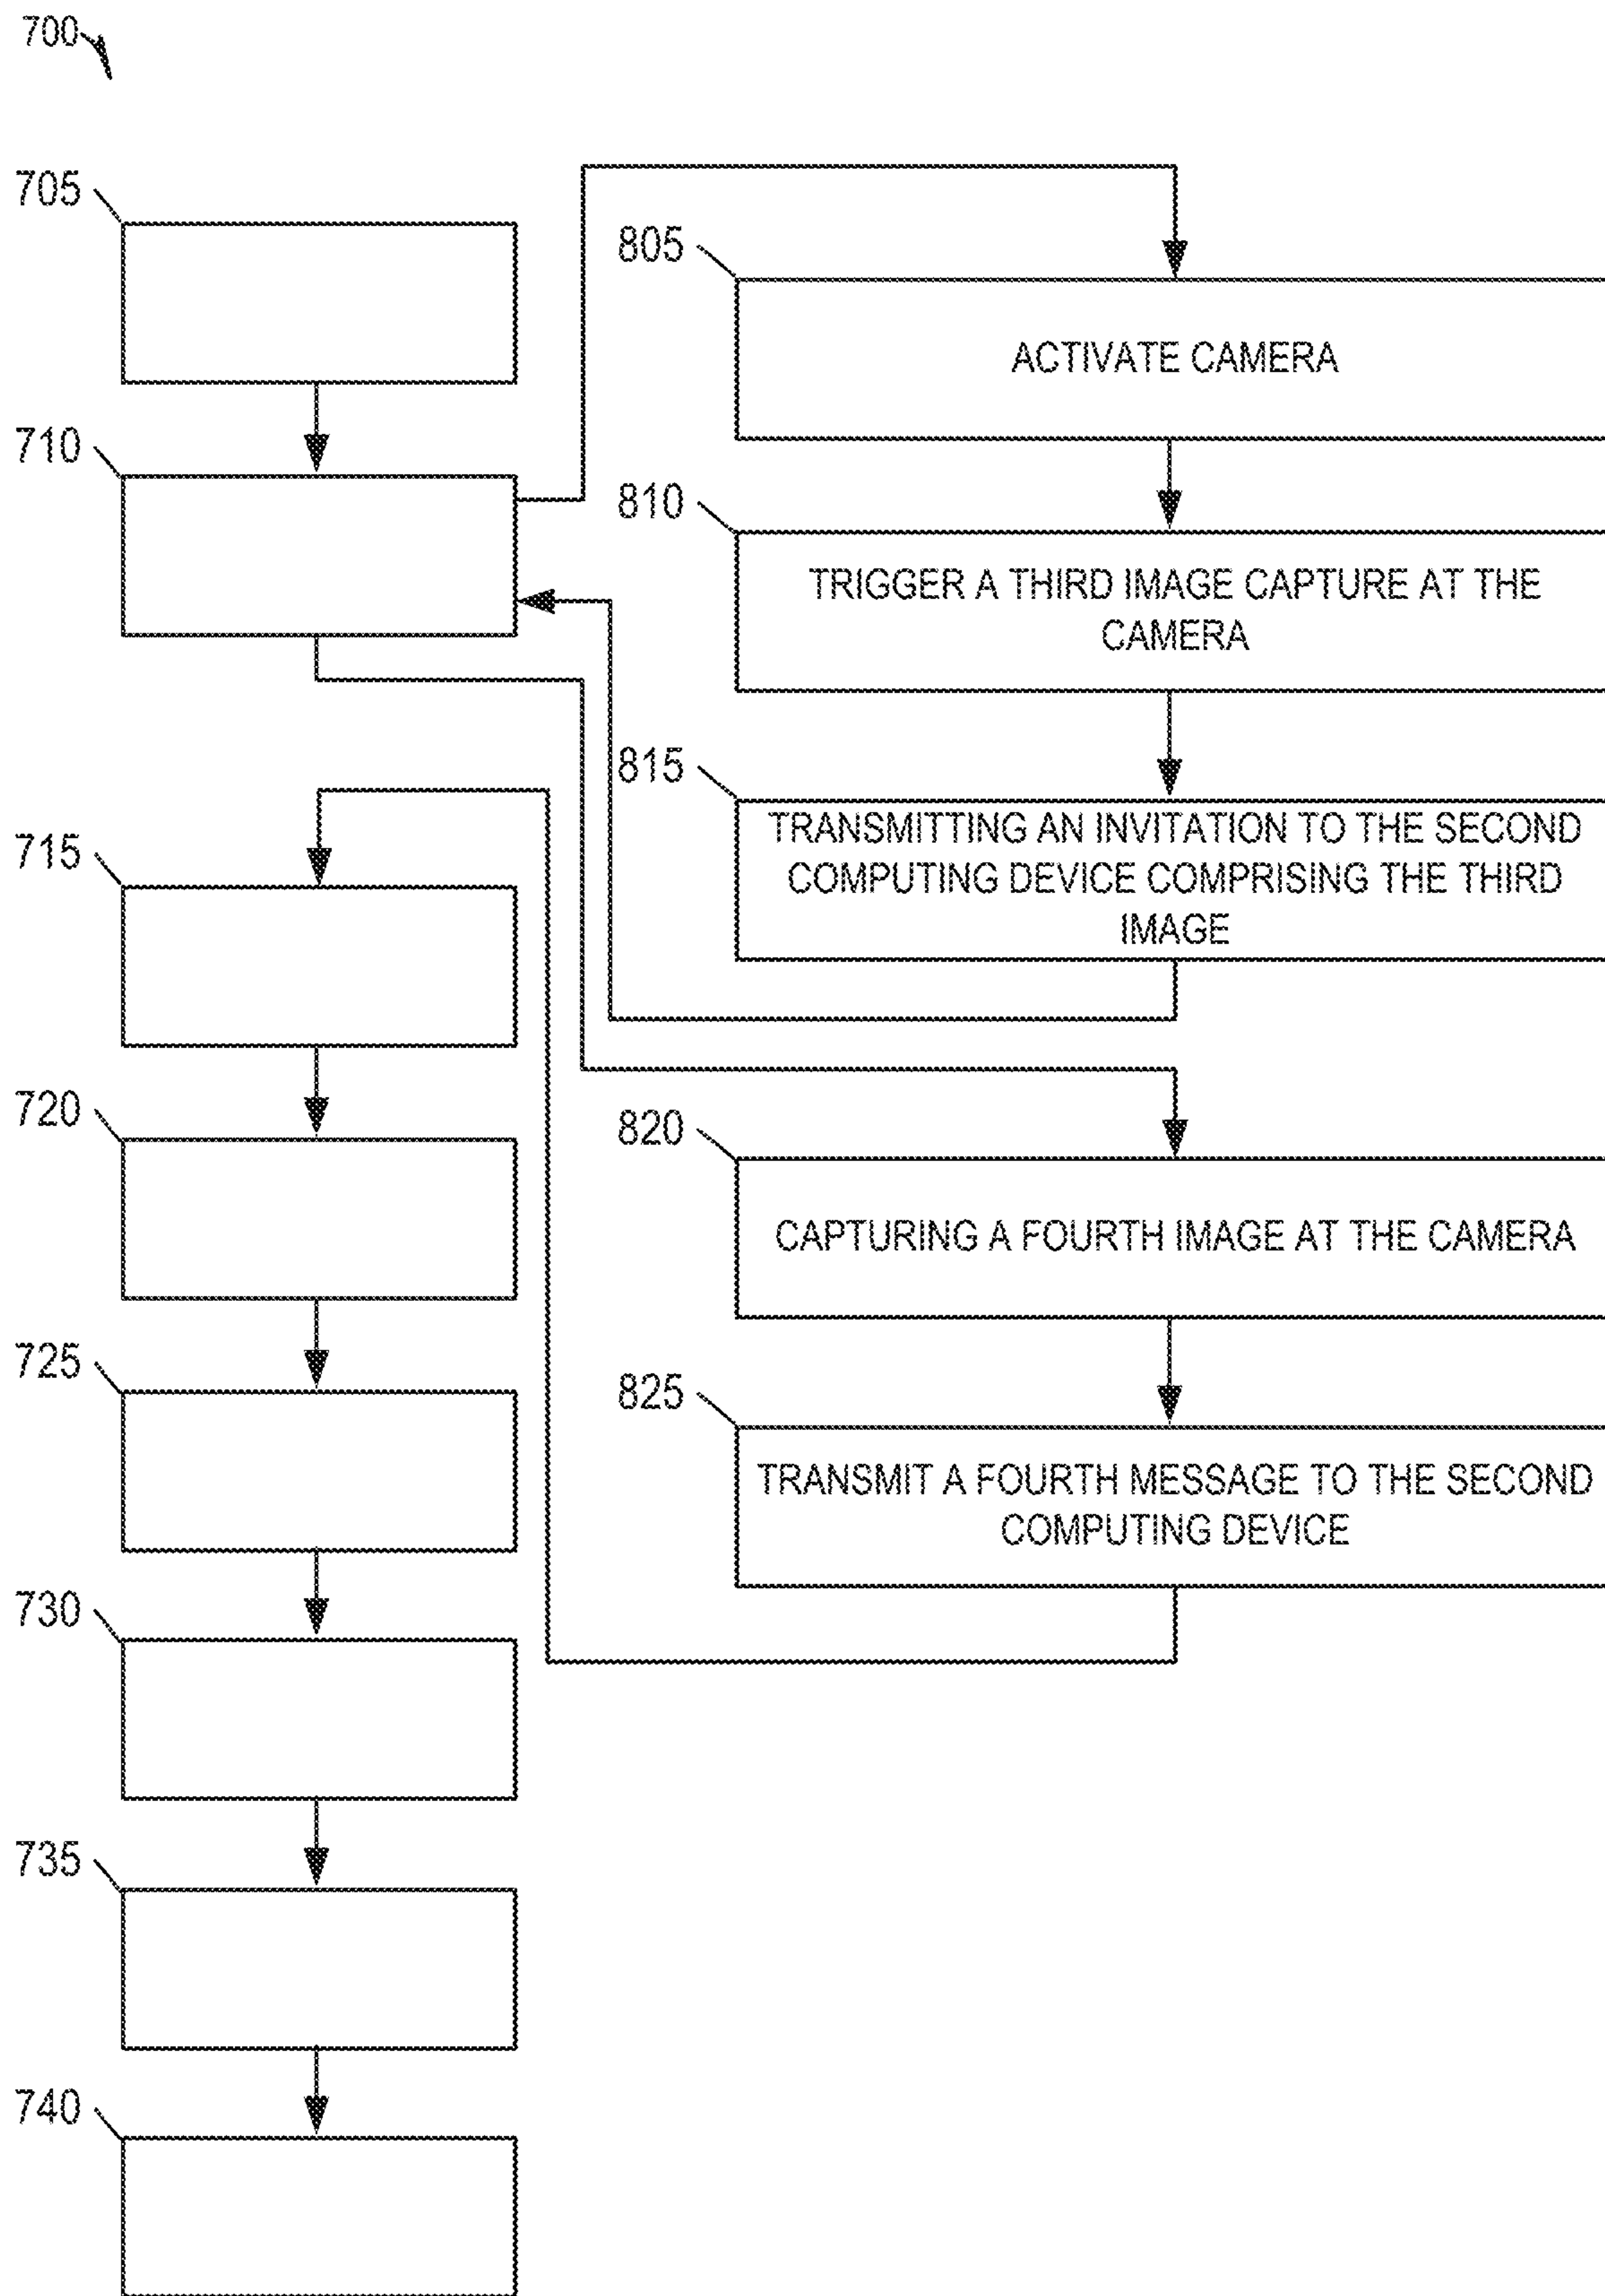 700
705
710
805
ACTIVATE CAMERA
810
TRIGGER A THIRD IMAGE CAPTURE AT THE
CAMERA
815
TRANSMITTING AN INVITATION TO THE SECOND
COMPUTING DEVICE COMPRISING THE THIRD
IMAGE
715
720
820
CAPTURING A FOURTH IMAGE AT THE CAMERA
725
825
TRANSMIT A FOURTH MESSAGE TO THE SECOND
COMPUTING DEVICE
730
735
740